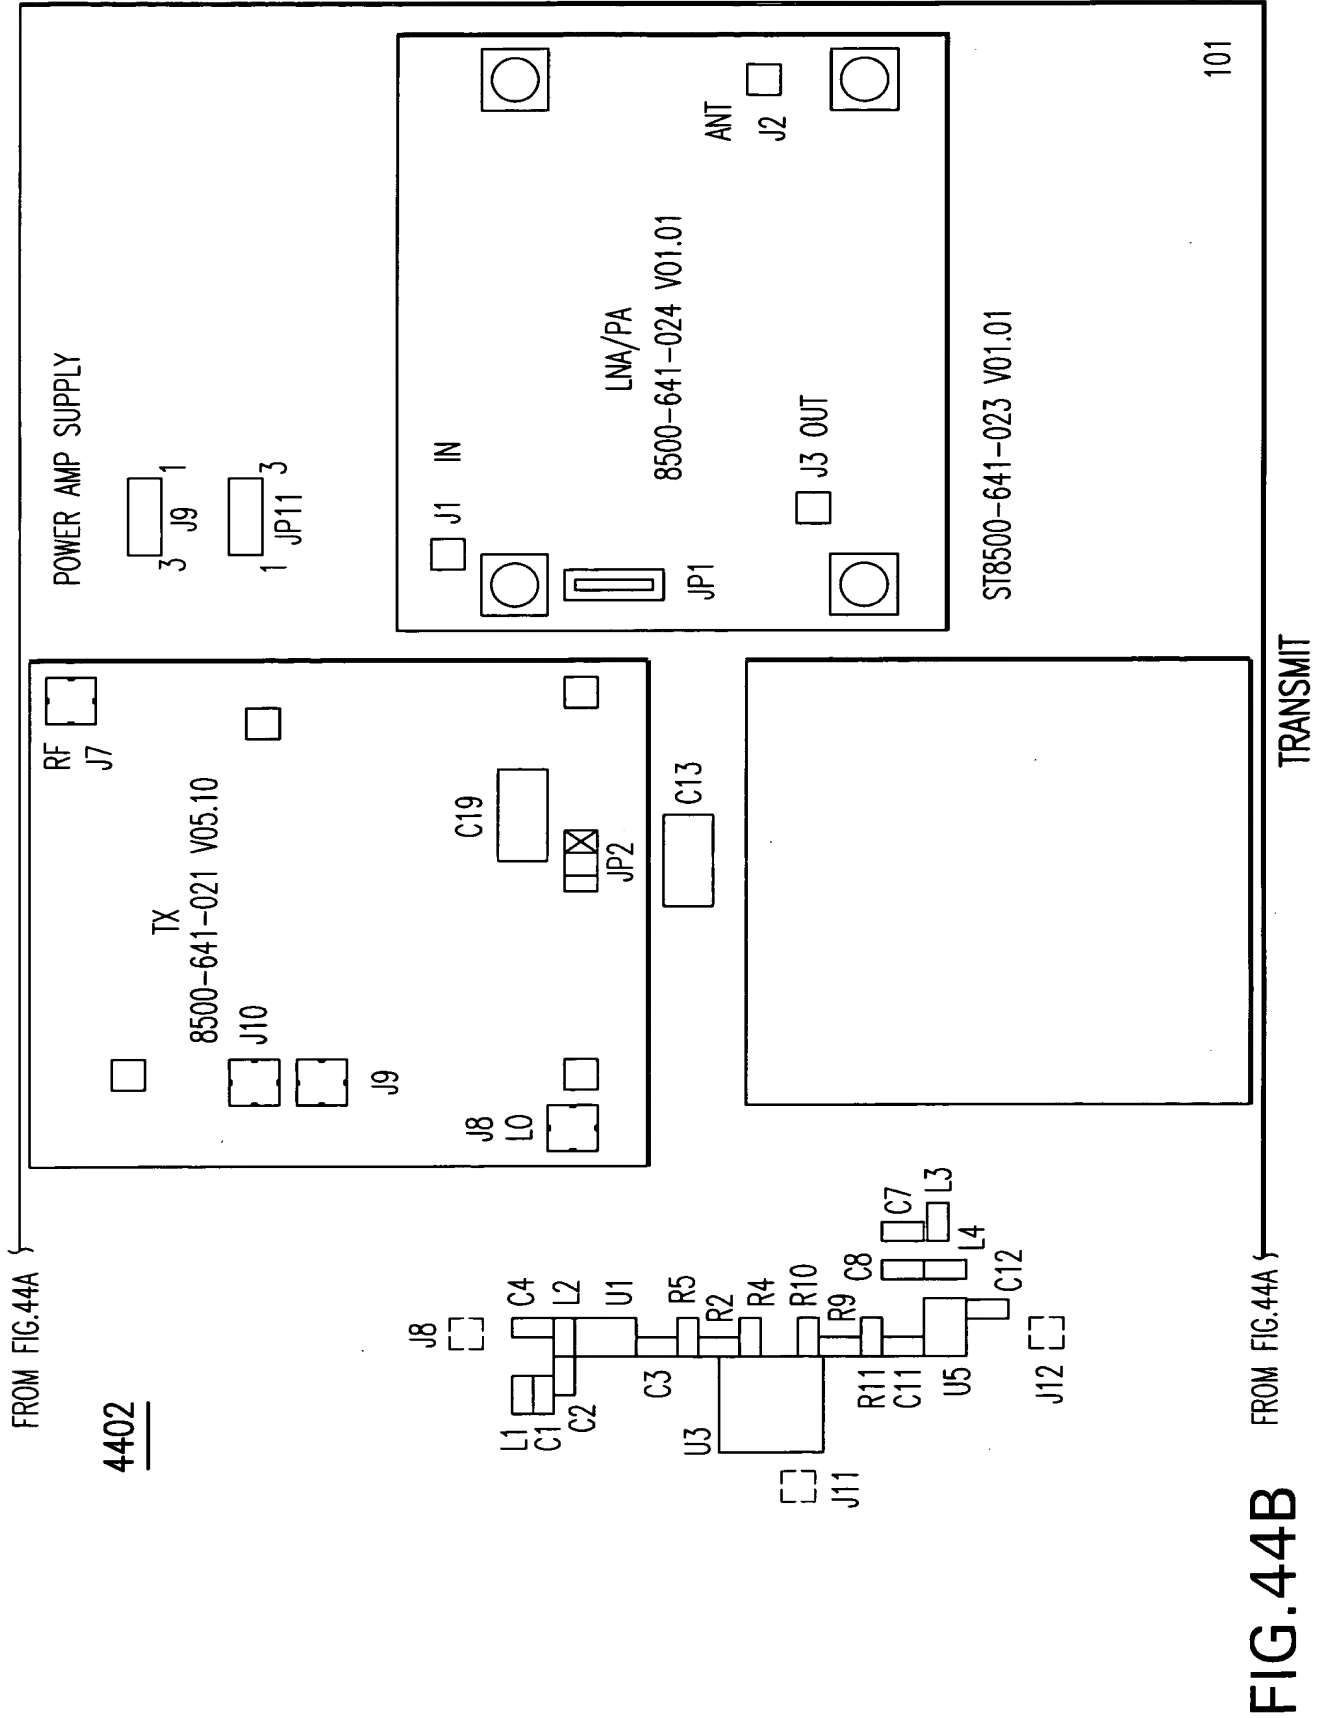 FROM FIG.44A
4402
POWER AMP SUPPLY
3 J9 1
1 JP11 3
RF
J7
TX
8500-641-021 V05.10
J10
J9
J8
LO
C19
JP2
C13
J1 IN
LNA/PA
8500-641-024 V01.01
ANT
J2
J3 OUT
JP1
ST8500-641-023 V01.01
101
J8
C4
L2
U1
L1
C1
C2
C3
R5
R2
R4
U3
R10
R9
J11
R11
C11
U5
C8
C7
L3
L4
C12
J12
FROM FIG.44A
TRANSMIT
FIG.44B